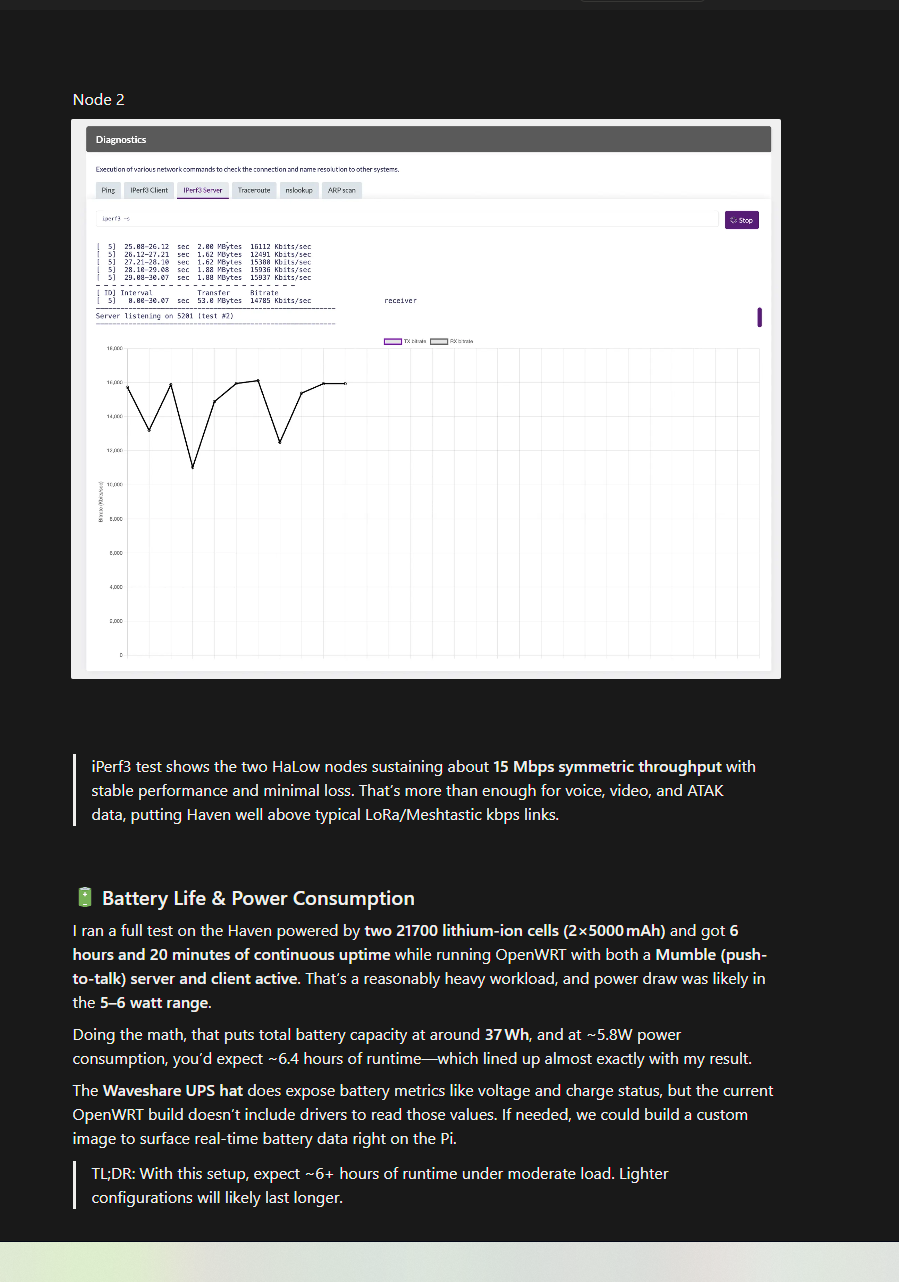 Node 2
Diagnostics
Execution of various network commands to check the connection and name resolution to other systems.
Ping iPerf3 Client iPerf3 Server Traceroute nslookup ARP scan
iperf3 -s Stop
[ 5] 25.08-26.12 sec 2.00 MBytes 16112 Kbits/sec
[ 5] 26.12-27.21 sec 1.62 MBytes 12491 Kbits/sec
[ 5] 27.21-28.10 sec 1.62 MBytes 15380 Kbits/sec
[ 5] 28.10-29.08 sec 1.88 MBytes 15936 Kbits/sec
[ 5] 29.08-30.07 sec 1.88 MBytes 15937 Kbits/sec
- - - - - - - - - - - - - - - - - - - - - - - - -
[ ID] Interval Transfer Bitrate
[ 5] 0.00-30.07 sec 53.0 MBytes 14785 Kbits/sec receiver
-----------------------------------------------------------
Server listening on 5201 (test #2)
-----------------------------------------------------------
TX bitrate RX bitrate
18,000
16,000
14,000
12,000
10,000
8,000
6,000
4,000
2,000
0
Bitrate (Kbits/sec)
iPerf3 test shows the two HaLow nodes sustaining about 15 Mbps symmetric throughput with
stable performance and minimal loss. That's more than enough for voice, video, and ATAK
data, putting Haven well above typical LoRa/Meshtastic kbps links.
🔋 Battery Life & Power Consumption
I ran a full test on the Haven powered by two 21700 lithium-ion cells (2×5000 mAh) and got 6
hours and 20 minutes of continuous uptime while running OpenWRT with both a Mumble (push-
to-talk) server and client active. That's a reasonably heavy workload, and power draw was likely in
the 5–6 watt range.
Doing the math, that puts total battery capacity at around 37 Wh, and at ~5.8W power
consumption, you'd expect ~6.4 hours of runtime—which lined up almost exactly with my result.
The Waveshare UPS hat does expose battery metrics like voltage and charge status, but the current
OpenWRT build doesn't include drivers to read those values. If needed, we could build a custom
image to surface real-time battery data right on the Pi.
TL;DR: With this setup, expect ~6+ hours of runtime under moderate load. Lighter
configurations will likely last longer.